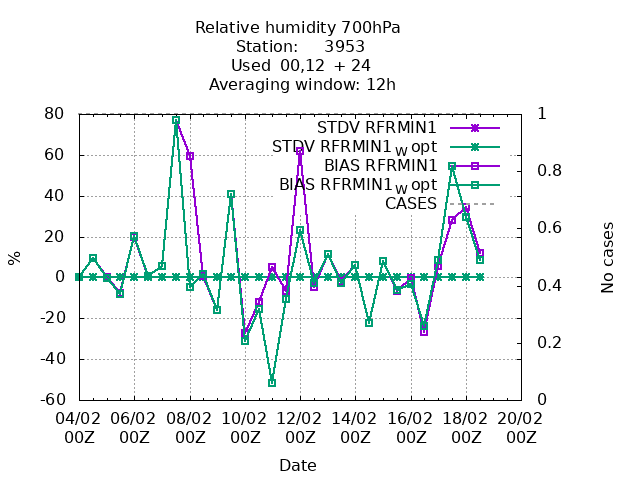 Relative humidity 700hPa
Station: 3953
Used 00,12 + 24
Averaging window: 12h
80
60
40
20
0
-20
-40
-60
%
1
0.8
0.6
0.4
0.2
0
No cases
STDV RFRMIN1
STDV RFRMIN1w opt
BIAS RFRMIN1
BIAS RFRMIN1w opt
CASES
04/02 06/02 08/02 10/02 12/02 14/02 16/02 18/02 20/02
00Z 00Z 00Z 00Z 00Z 00Z 00Z 00Z 00Z
Date